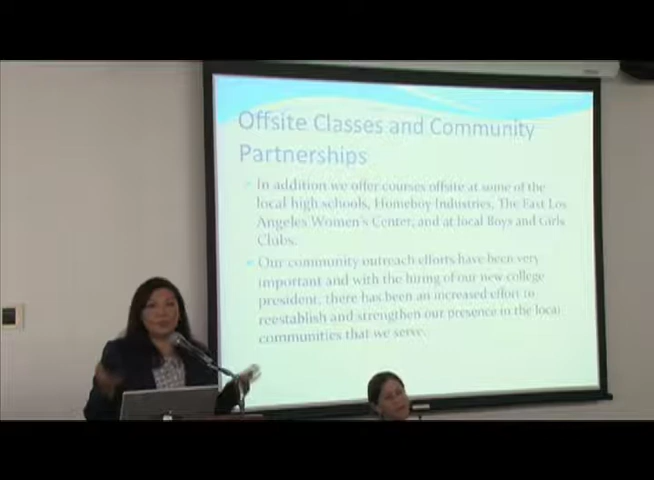 Offsite Classes and Community
Partnerships
In addition we offer courses offsite at some of the
local high schools, Homeboy Industries, The East Los
Angeles Women's Center, and at local Boys and Girls
Clubs.
Our community outreach efforts have been very
important and with the hiring of our new college
president, there has been an increased effort to
reestablish and strengthen our presence in the local
communities that we serve.